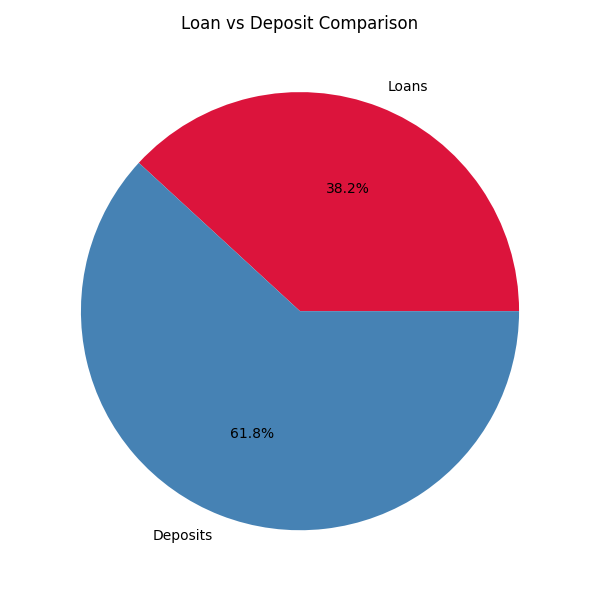 Loan vs Deposit Comparison
Loans
38.2%
61.8%
Deposits